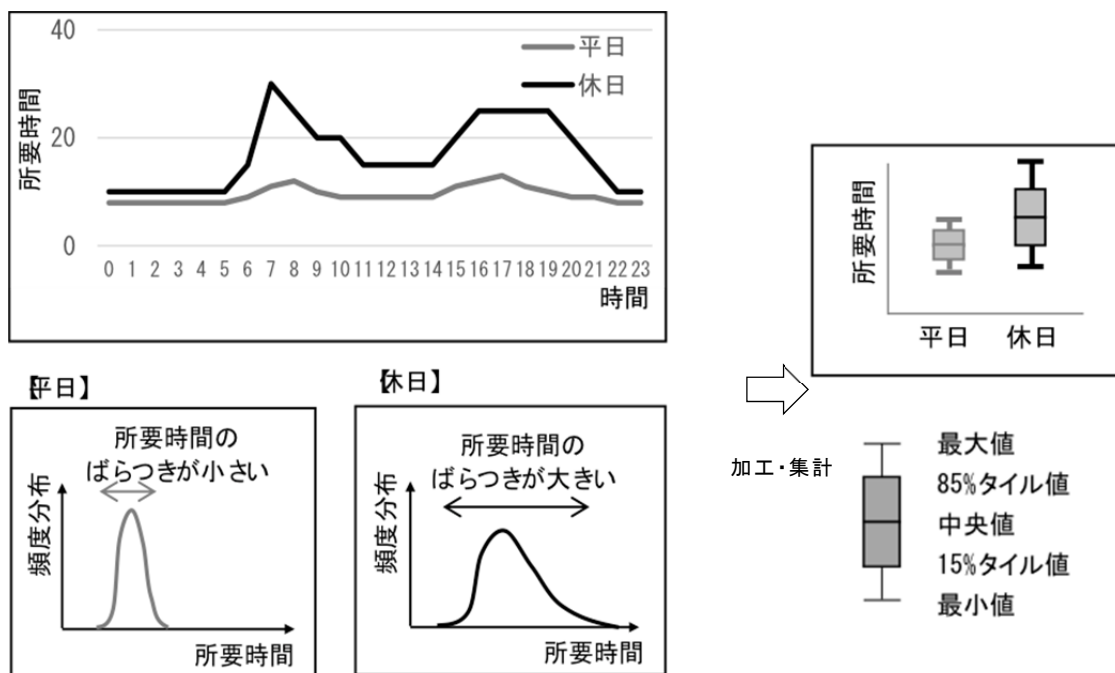 40
20
0
所要時間
平日
休日
0 1 2 3 4 5 6 7 8 9 10 11 12 13 14 15 16 17 18 19 20 21 22 23
時間
【平日】
所要時間の
ばらつきが小さい
頻度分布
所要時間
【休日】
所要時間の
ばらつきが大きい
頻度分布
所要時間
加工・集計
所要時間
平日 休日
最大値
85%タイル値
中央値
15%タイル値
最小値